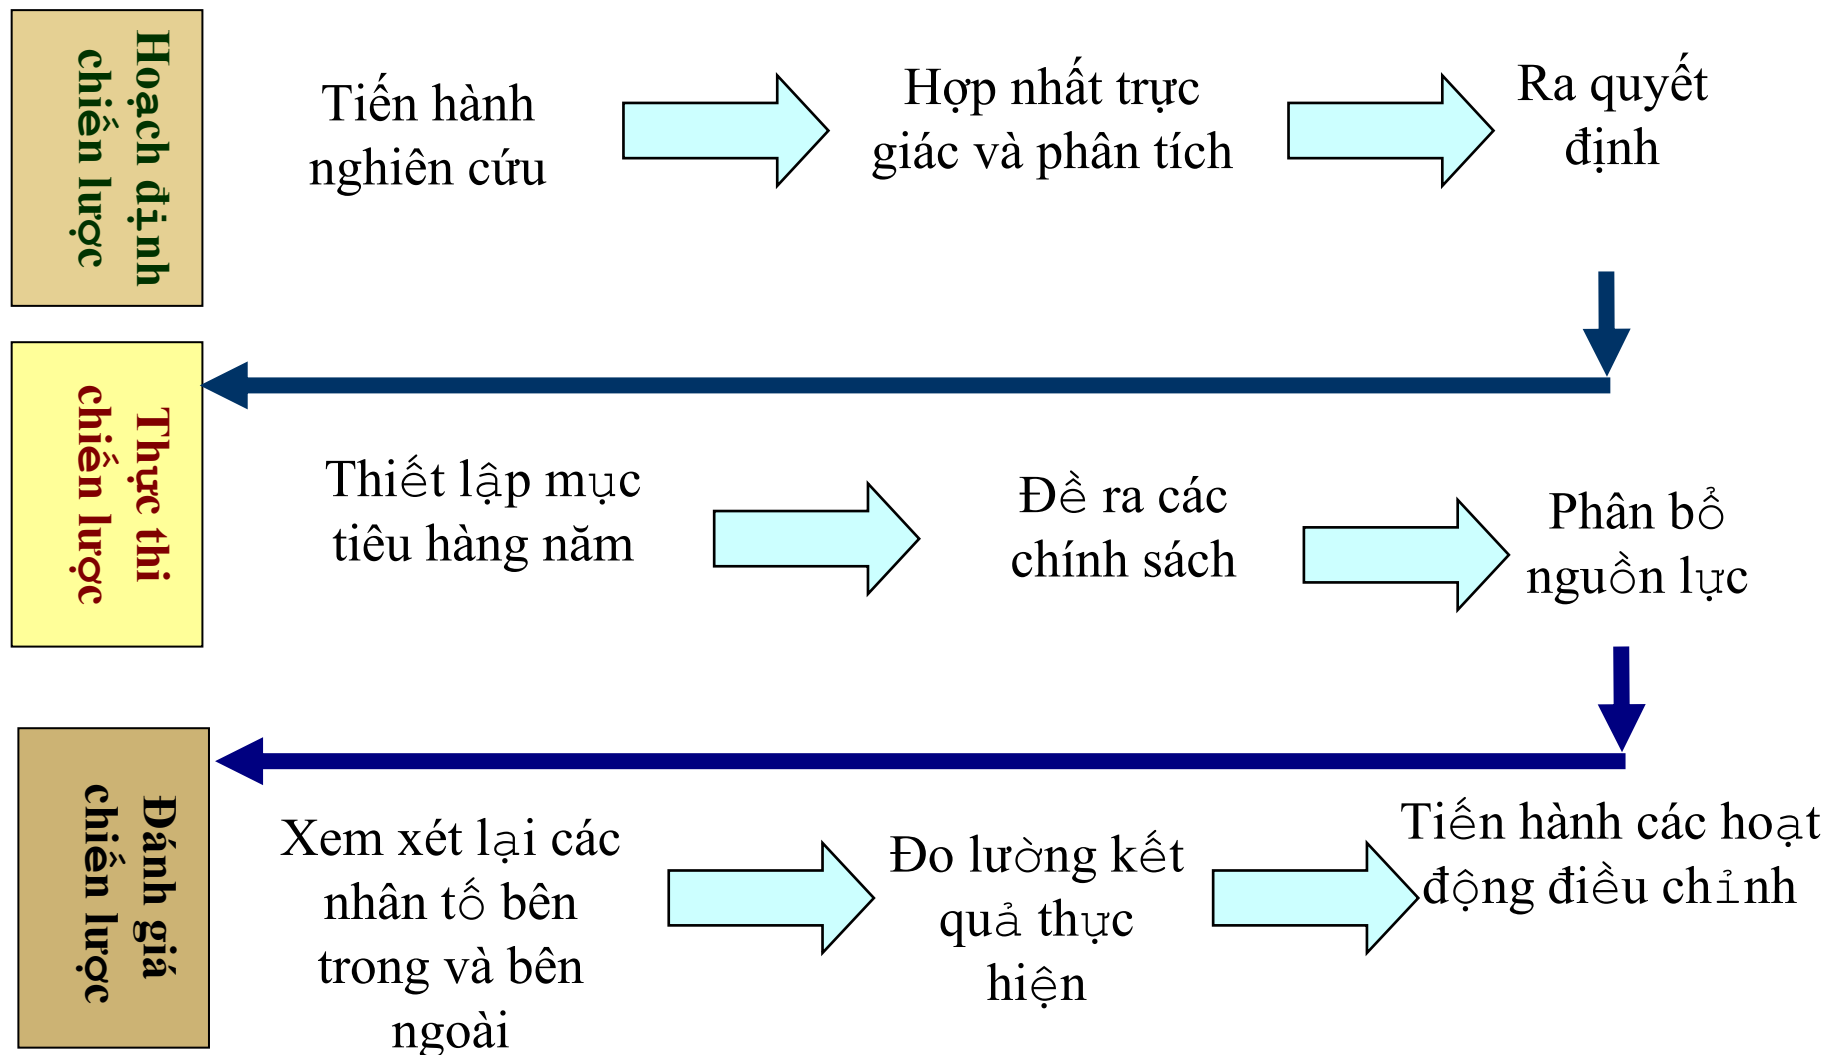 Hoạch định
chiến lược
Tiến hành
nghiên cứu
Hợp nhất trực
giác và phân tích
Ra quyết
định
Thực thi
chiến lược
Thiết lập mục
tiêu hàng năm
Đề ra các
chính sách
Phân bổ
nguồn lực
Đánh giá
chiến lược
Xem xét lại các
nhân tố bên
trong và bên
ngoài
Đo lường kết
quả thực
hiện
Tiến hành các hoạt
động điều chỉnh